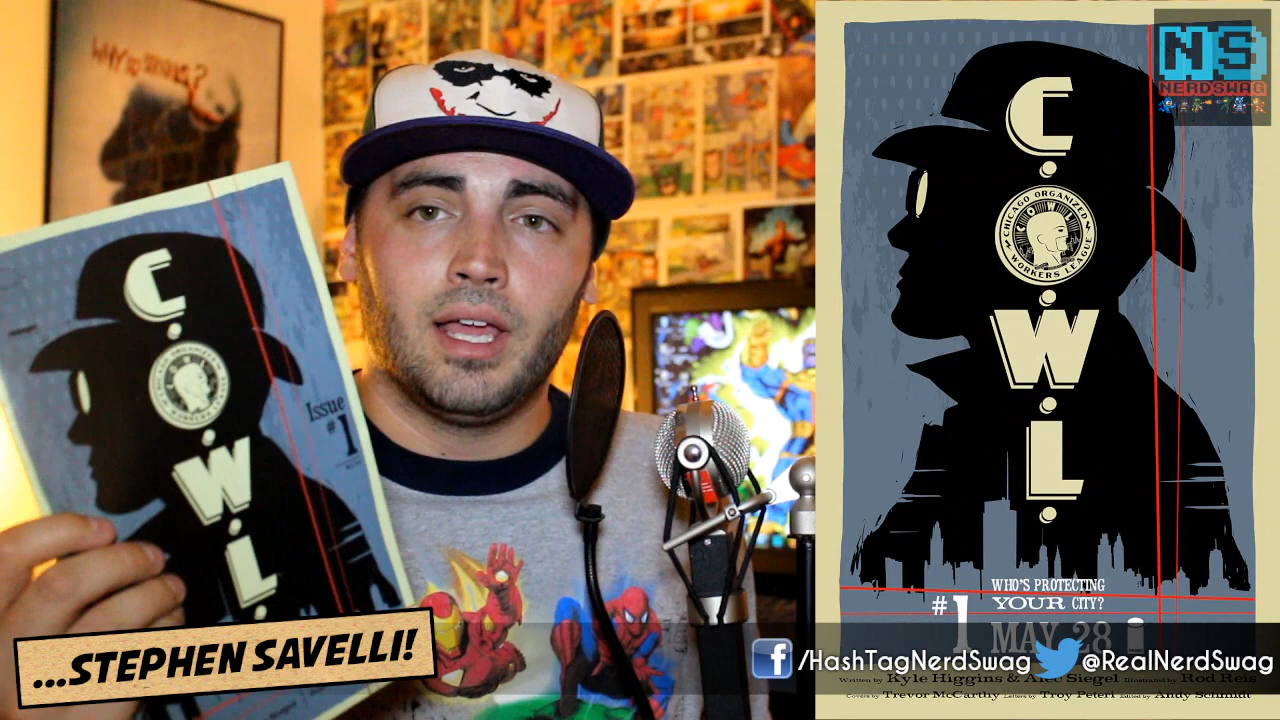 WHY SO SERIOUS?
C.
CHICAGO ORGANIZED
WORKERS LEAGUE
O.
W.
L.
Issue
#1
...STEPHEN SAVELLI!
NS
NERDSWAG
C.
CHICAGO ORGANIZED
WORKERS LEAGUE
W.
L.
WHO'S PROTECTING
YOUR CITY?
#1
MAY 28
/HashTagNerdSwag
@RealNerdSwag
Written by Kyle Higgins & Alec Siegel Illustrated by Rod Reis
Covers by Trevor McCarthy Letters by Troy Peteri Edited by Andy Schmidt